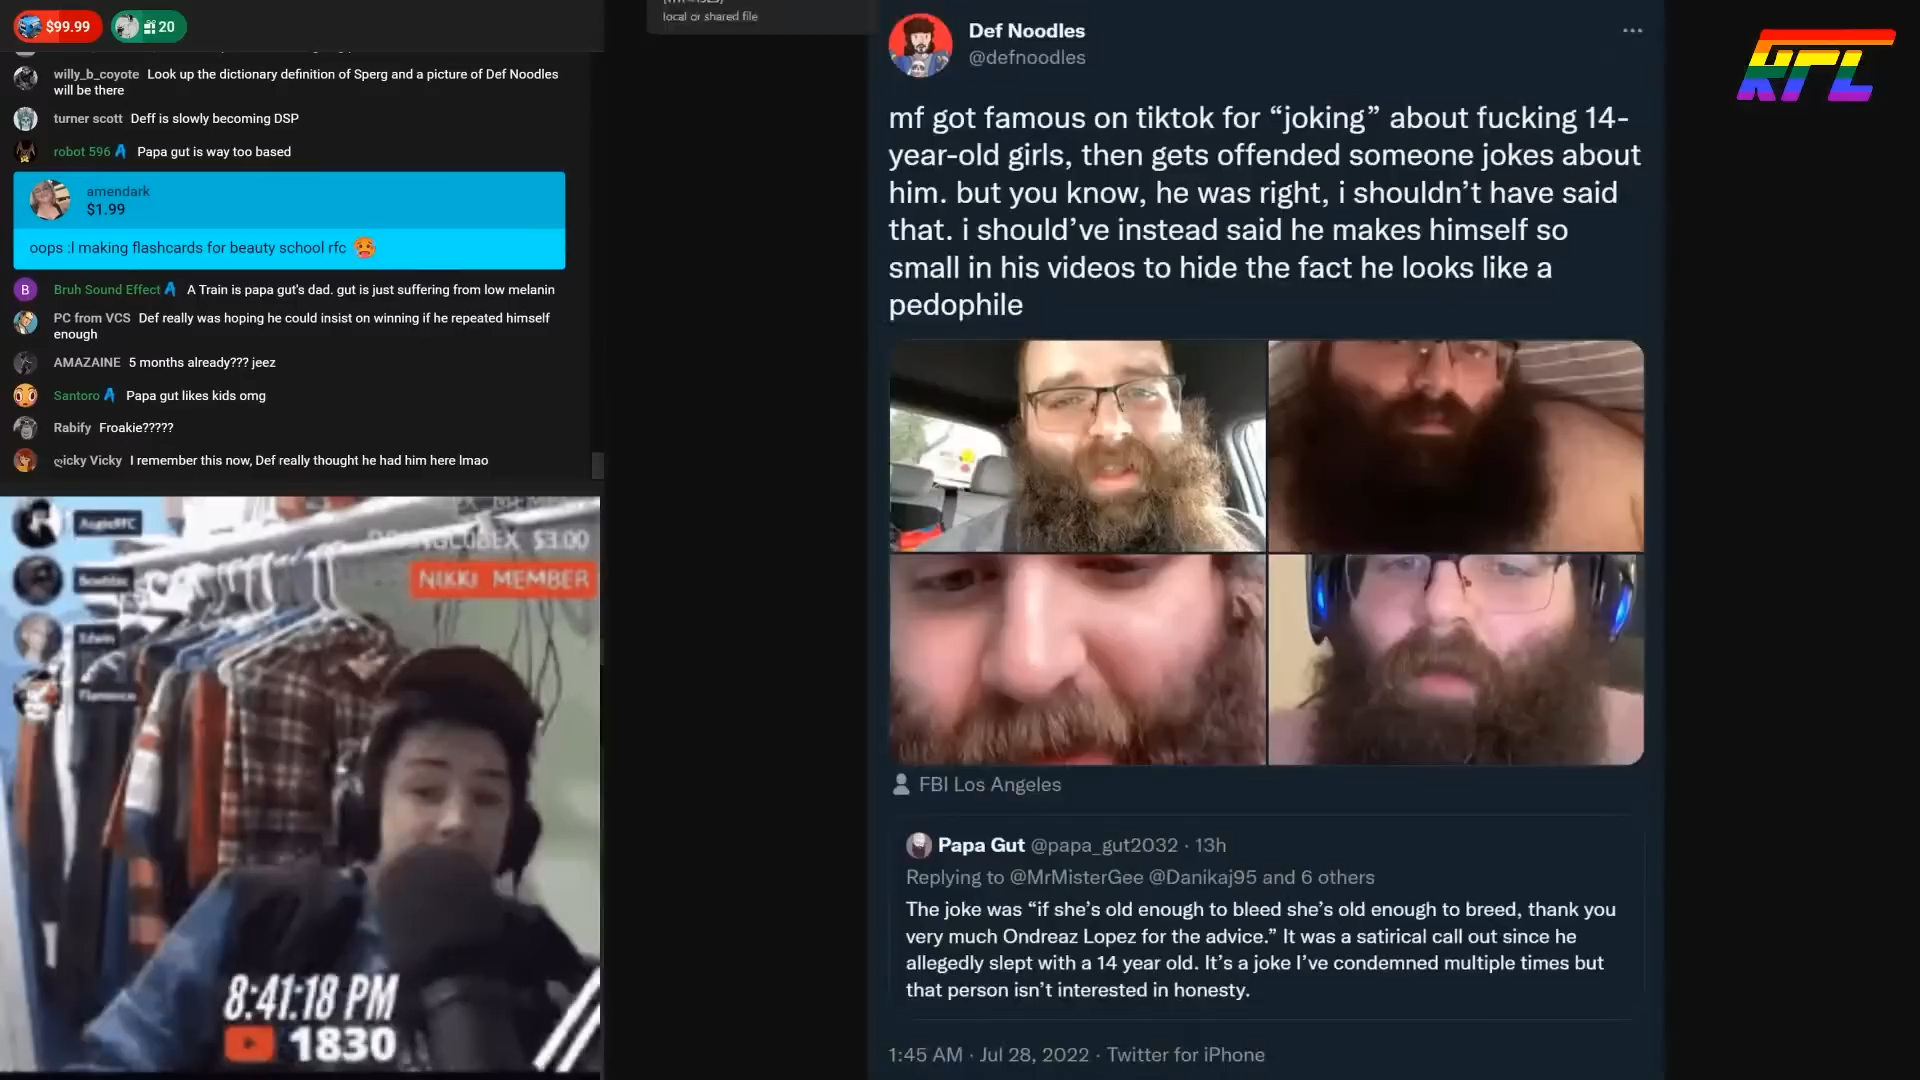 $99.99
20
willy_b_coyote Look up the dictionary definition of Sperg and a picture of Def Noodles
will be there
turner scott Deff is slowly becoming DSP
robot 596 Papa gut is way too based
amendark
$1.99
oops :l making flashcards for beauty school rfc
B
Bruh Sound Effect A Train is papa gut's dad. gut is just suffering from low melanin
PC from VCS Def really was hoping he could insist on winning if he repeated himself
enough
AMAZAINE 5 months already??? jeez
Santoro Papa gut likes kids omg
Rabify Froakie?????
ღicky Vicky I remember this now, Def really thought he had him here lmao
AugieRFC
Edwin
$3.00
NIKKI MEMBER
8:41:18 PM
1830
local or shared file
Def Noodles
@defnoodles
mf got famous on tiktok for “joking” about fucking 14-
year-old girls, then gets offended someone jokes about
him. but you know, he was right, i shouldn’t have said
that. i should’ve instead said he makes himself so
small in his videos to hide the fact he looks like a
pedophile
FBI Los Angeles
Papa Gut @papa_gut2032 · 13h
Replying to @MrMisterGee @Danikaj95 and 6 others
The joke was “if she’s old enough to bleed she’s old enough to breed, thank you
very much Ondreaz Lopez for the advice.” It was a satirical call out since he
allegedly slept with a 14 year old. It’s a joke I’ve condemned multiple times but
that person isn’t interested in honesty.
1:45 AM · Jul 28, 2022 · Twitter for iPhone
RFC